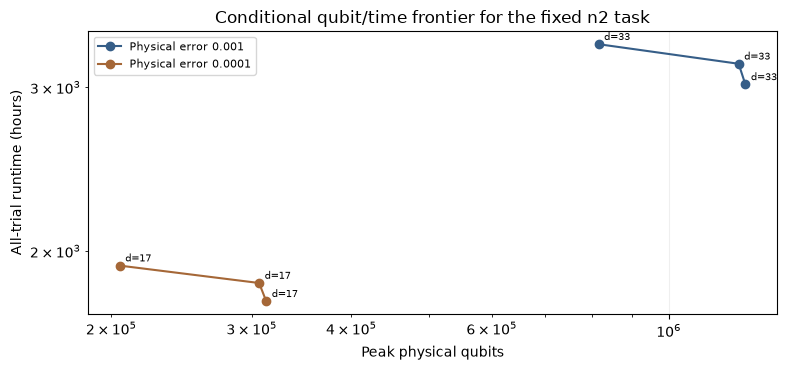 Conditional qubit/time frontier for the fixed n2 task
Physical error 0.001
Physical error 0.0001
d=33
d=33
d=33
3 × 10³
All-trial runtime (hours)
2 × 10³
d=17
d=17
d=17
2 × 10⁵
3 × 10⁵
4 × 10⁵
6 × 10⁵
10⁶
Peak physical qubits